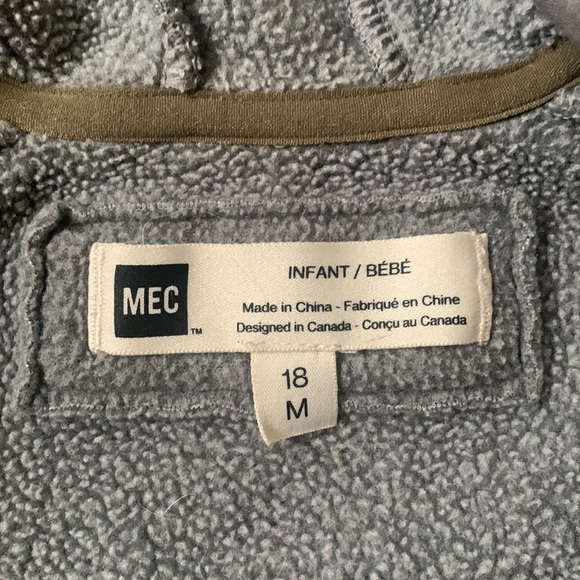 MEC
TM
INFANT / BÉBÉ
Made in China - Fabriqué en Chine
Designed in Canada - Conçu au Canada
18
M